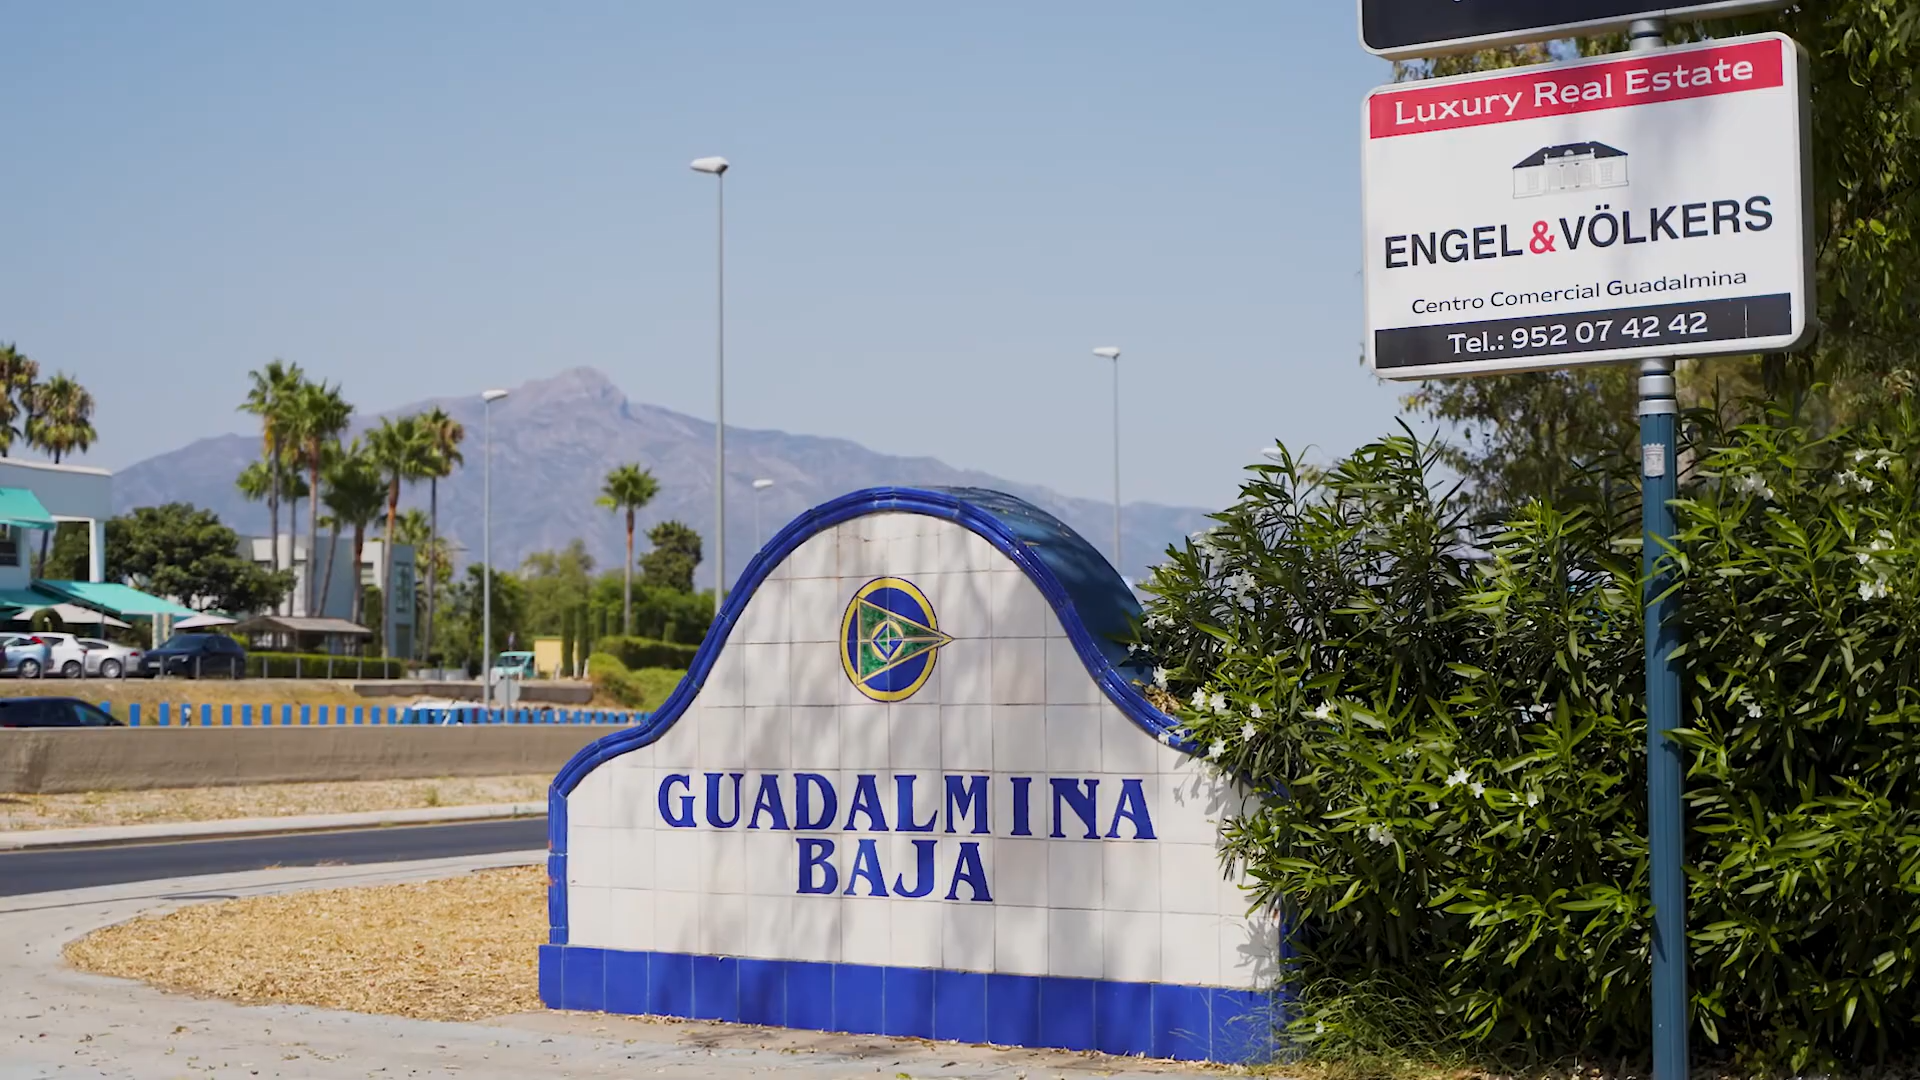 Luxury Real Estate
ENGEL&VÖLKERS
Centro Comercial Guadalmina
Tel.: 952 07 42 42
GUADALMINA
BAJA